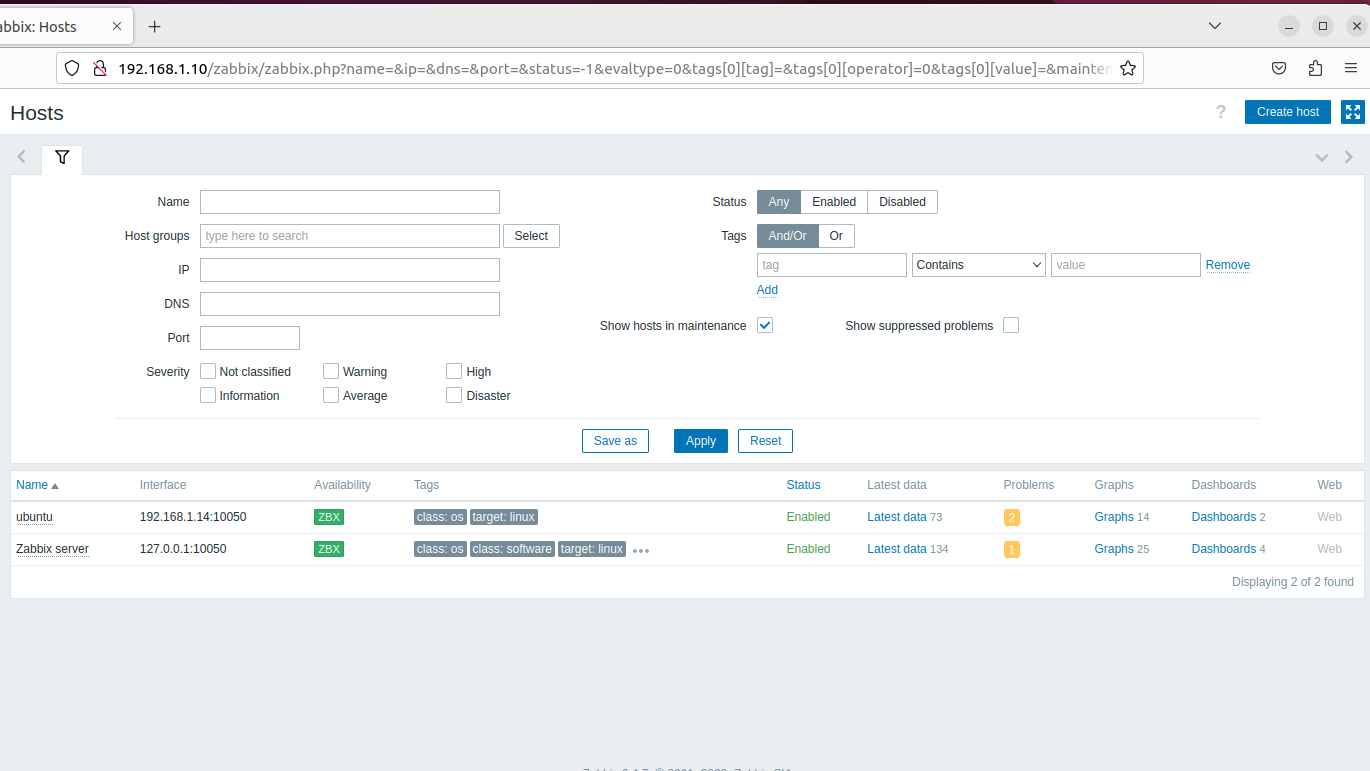 abbix: Hosts
192.168.1.10/zabbix/zabbix.php?name=&ip=&dns=&port=&status=-1&evaltype=0&tags[0][tag]=&tags[0][operator]=0&tags[0][value]=&mainten
Hosts ? Create host
Name Status Any Enabled Disabled
Host groups type here to search Select Tags And/Or Or
IP tag Contains value Remove
Add
DNS
Show hosts in maintenance Show suppressed problems
Port
Severity Not classified Warning High
Information Average Disaster
Save as Apply Reset
Name Interface Availability Tags Status Latest data Problems Graphs Dashboards Web
ubuntu 192.168.1.14:10050 ZBX class: os target: linux Enabled Latest data 73 2 Graphs 14 Dashboards 2 Web
Zabbix server 127.0.0.1:10050 ZBX class: os class: software target: linux ••• Enabled Latest data 134 1 Graphs 25 Dashboards 4 Web
Displaying 2 of 2 found